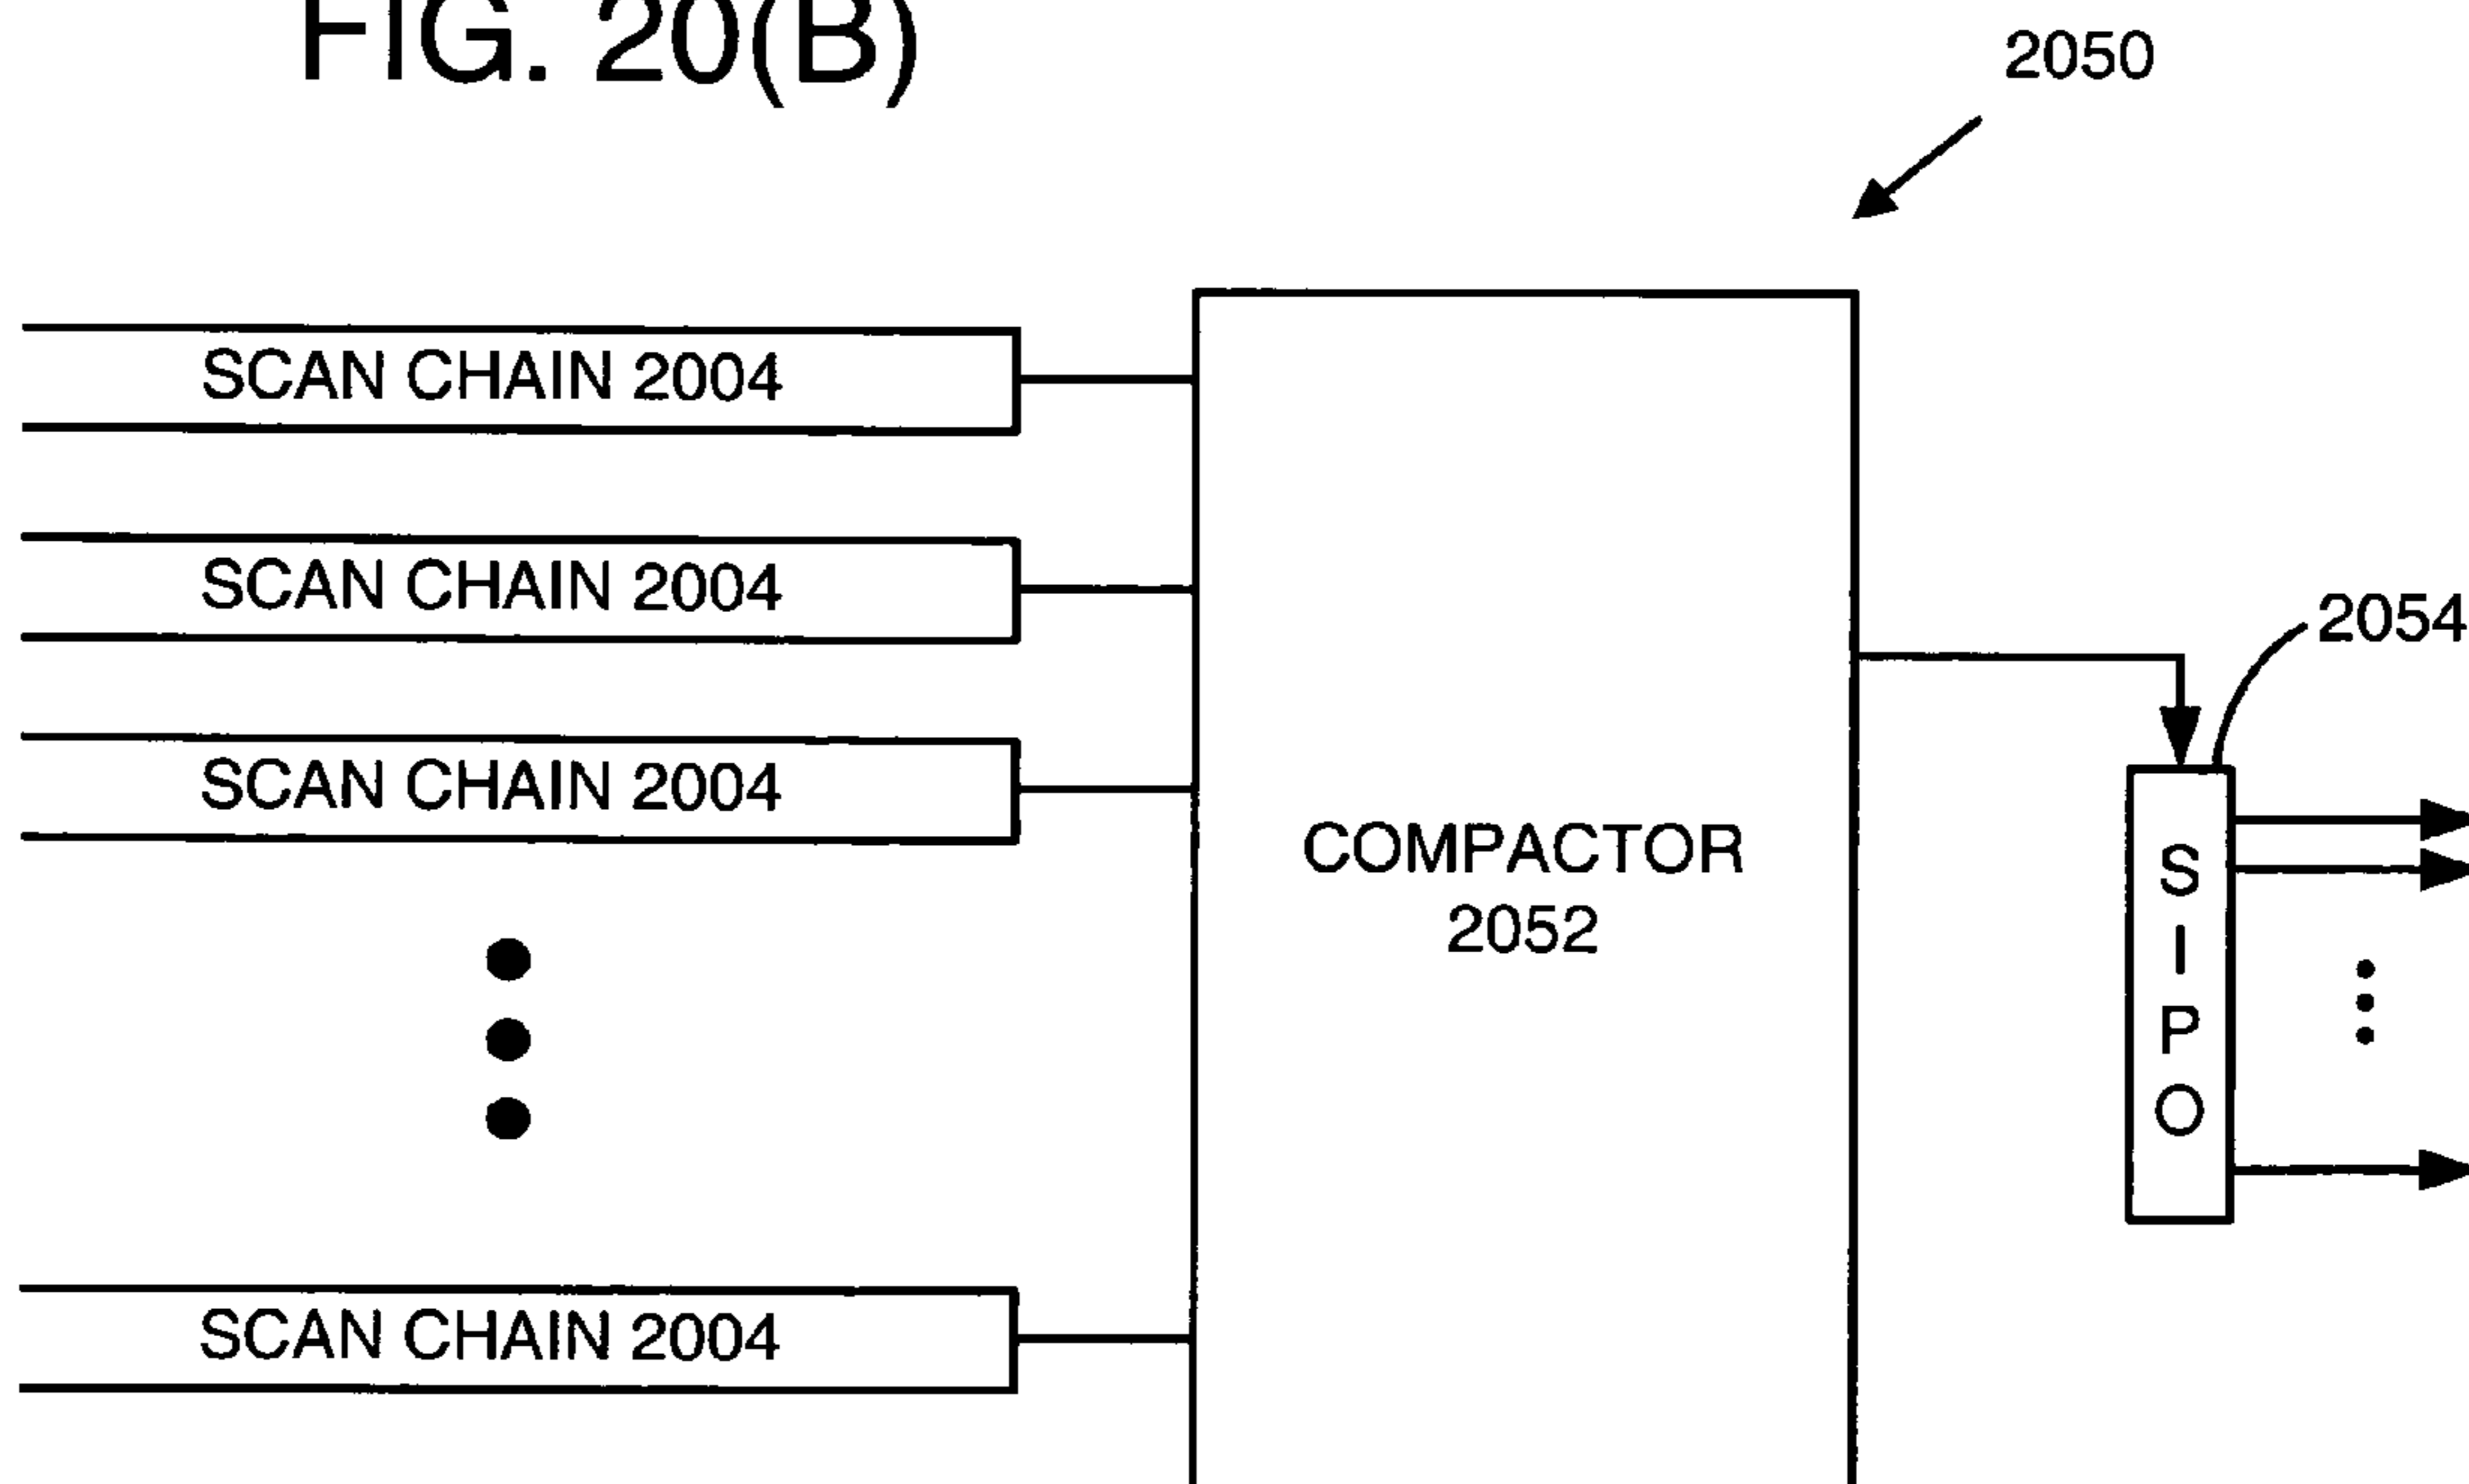 FIG. 20(B)
2050
SCAN CHAIN 2004
SCAN CHAIN 2004
2054
SCAN CHAIN 2004
COMPACTOR
2052
S
I
P
O
SCAN CHAIN 2004